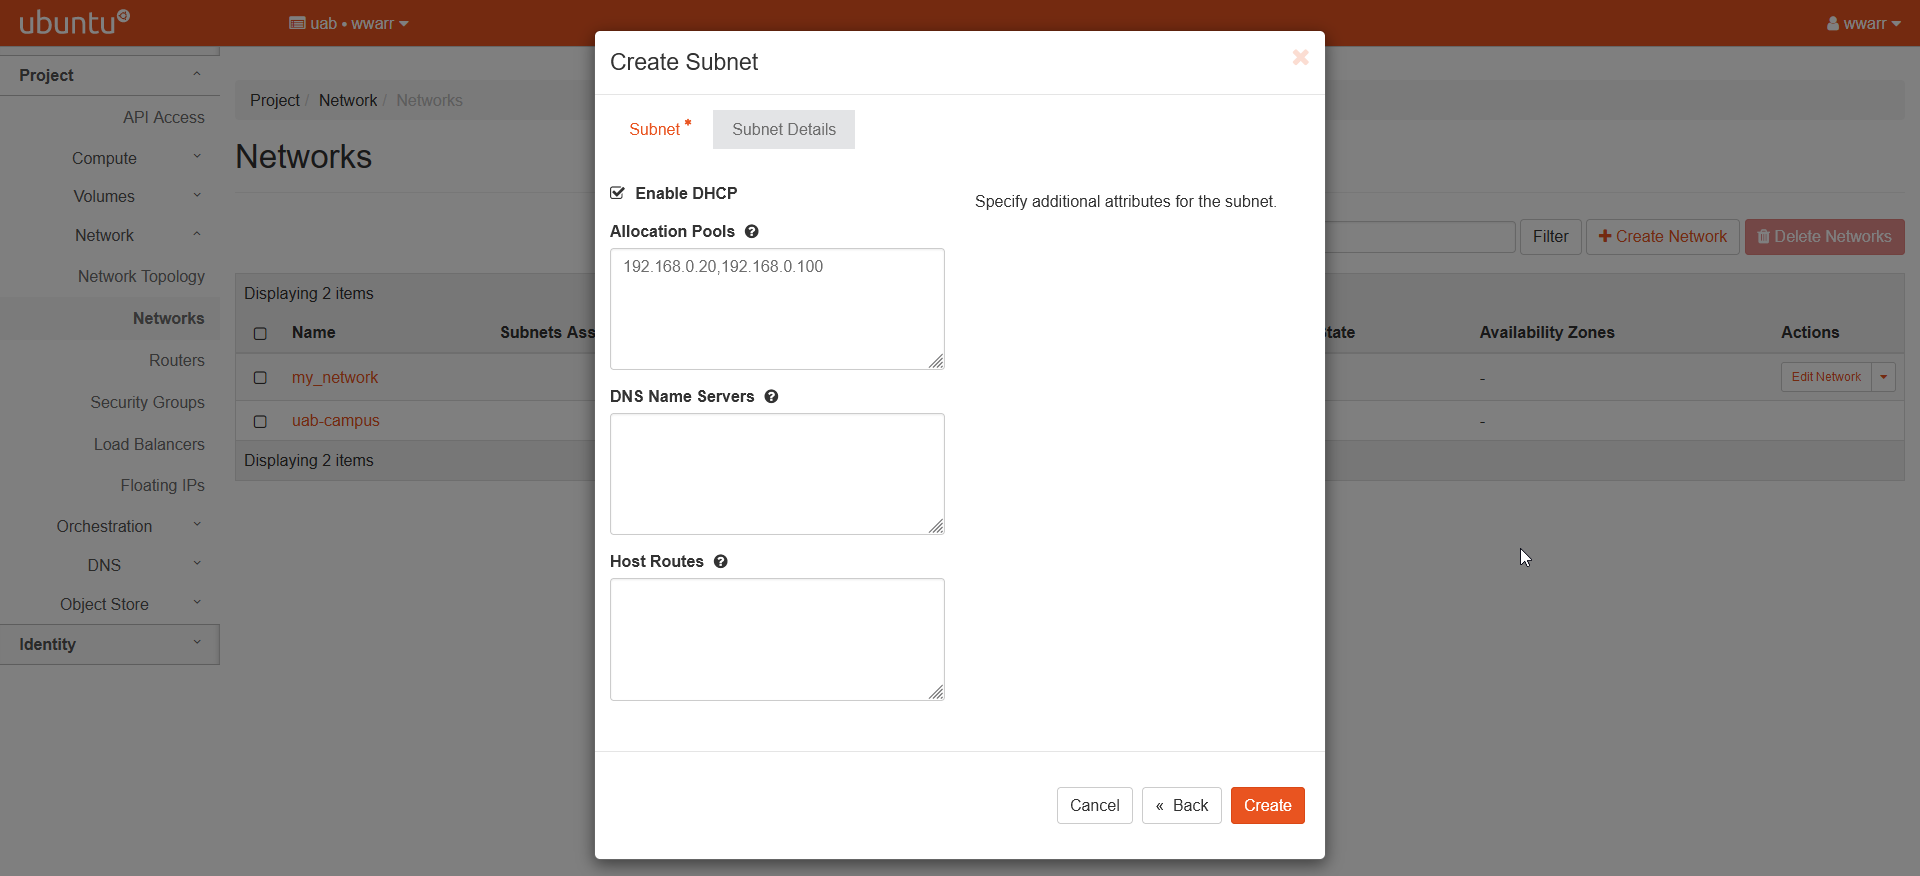 ubuntu
uab • wwarr
wwarr
Project
API Access
Compute
Volumes
Network
Network Topology
Networks
Routers
Security Groups
Load Balancers
Floating IPs
Orchestration
DNS
Object Store
Identity
Project / Network / Networks
Networks
Filter
Create Network
Delete Networks
Displaying 2 items
Name
Subnets Ass
tate
Availability Zones
Actions
my_network
-
Edit Network
uab-campus
-
Displaying 2 items
Create Subnet
Subnet *
Subnet Details
Enable DHCP
Specify additional attributes for the subnet.
Allocation Pools
192.168.0.20,192.168.0.100
DNS Name Servers
Host Routes
Cancel
« Back
Create